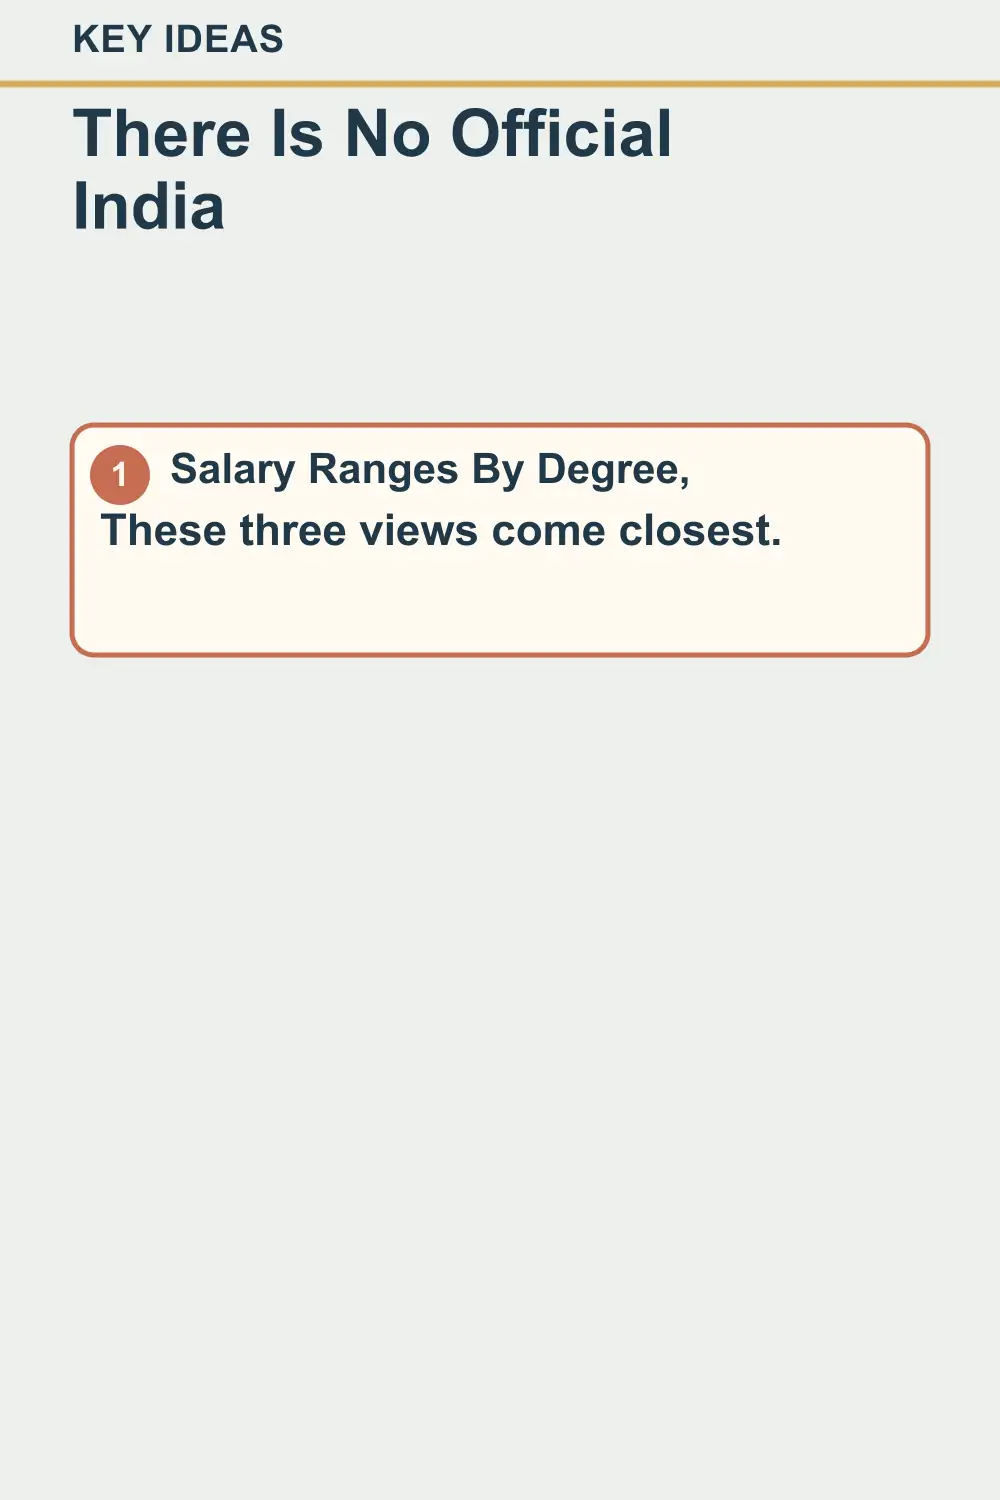 KEY IDEAS
There Is No Official
India
1 Salary Ranges By Degree,
These three views come closest.